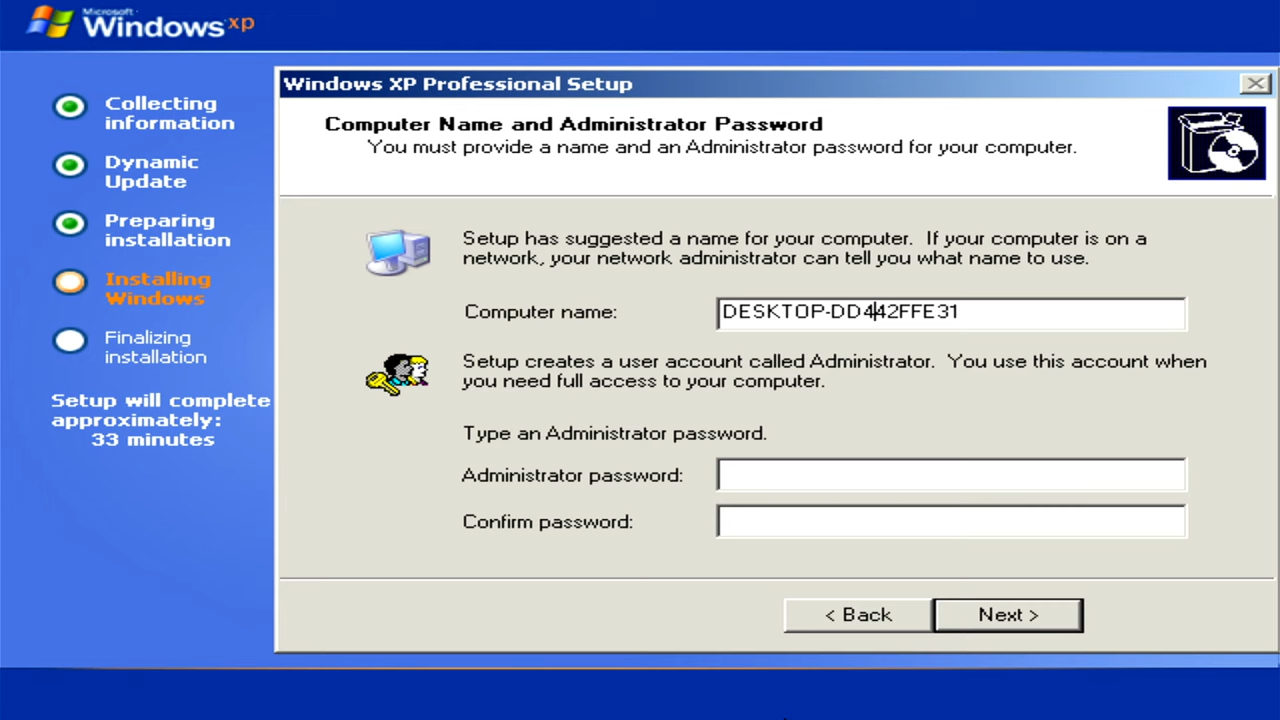 Microsoft
Windows xp
Collecting
information
Dynamic
Update
Preparing
installation
Installing
Windows
Finalizing
installation
Setup will complete
approximately:
33 minutes
Windows XP Professional Setup
Computer Name and Administrator Password
You must provide a name and an Administrator password for your computer.
Setup has suggested a name for your computer.  If your computer is on a
network, your network administrator can tell you what name to use.
Computer name:
DESKTOP-DD442FFE31
Setup creates a user account called Administrator.  You use this account when
you need full access to your computer.
Type an Administrator password.
Administrator password:
Confirm password:
< Back
Next >